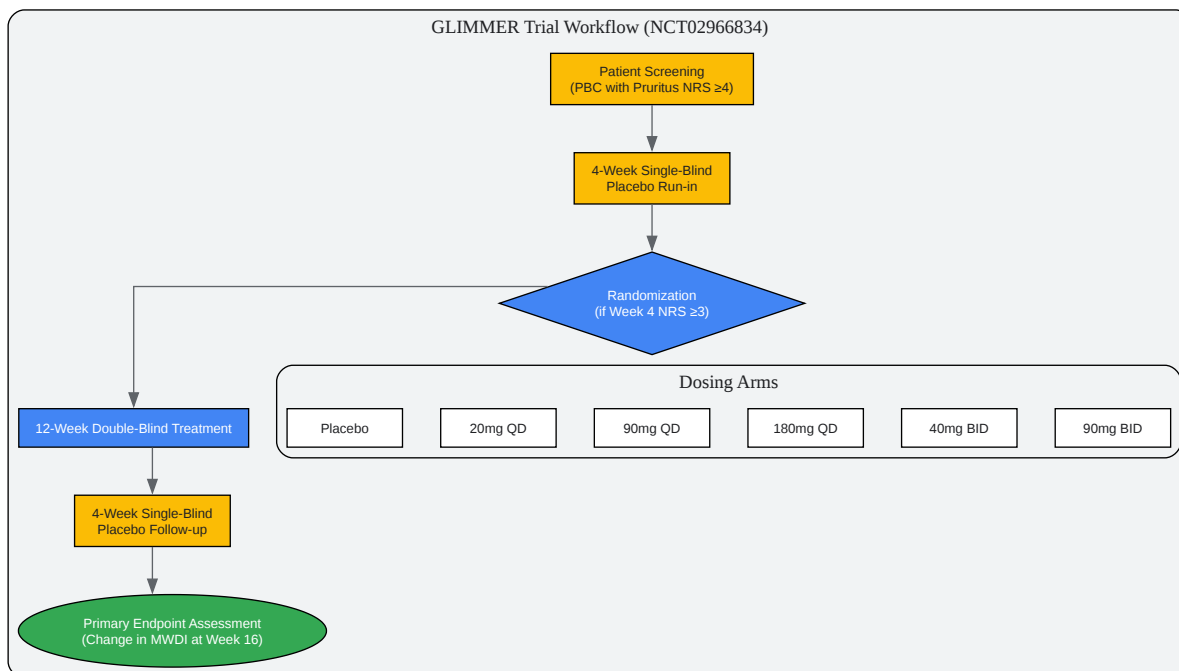 GLIMMER Trial Workflow (NCT02966834)
Patient Screening
(PBC with Pruritus NRS ≥4)
4-Week Single-Blind
Placebo Run-in
Randomization
(if Week 4 NRS ≥3)
Dosing Arms
12-Week Double-Blind Treatment
Placebo
20mg QD
90mg QD
180mg QD
40mg BID
90mg BID
4-Week Single-Blind
Placebo Follow-up
Primary Endpoint Assessment
(Change in MWDI at Week 16)